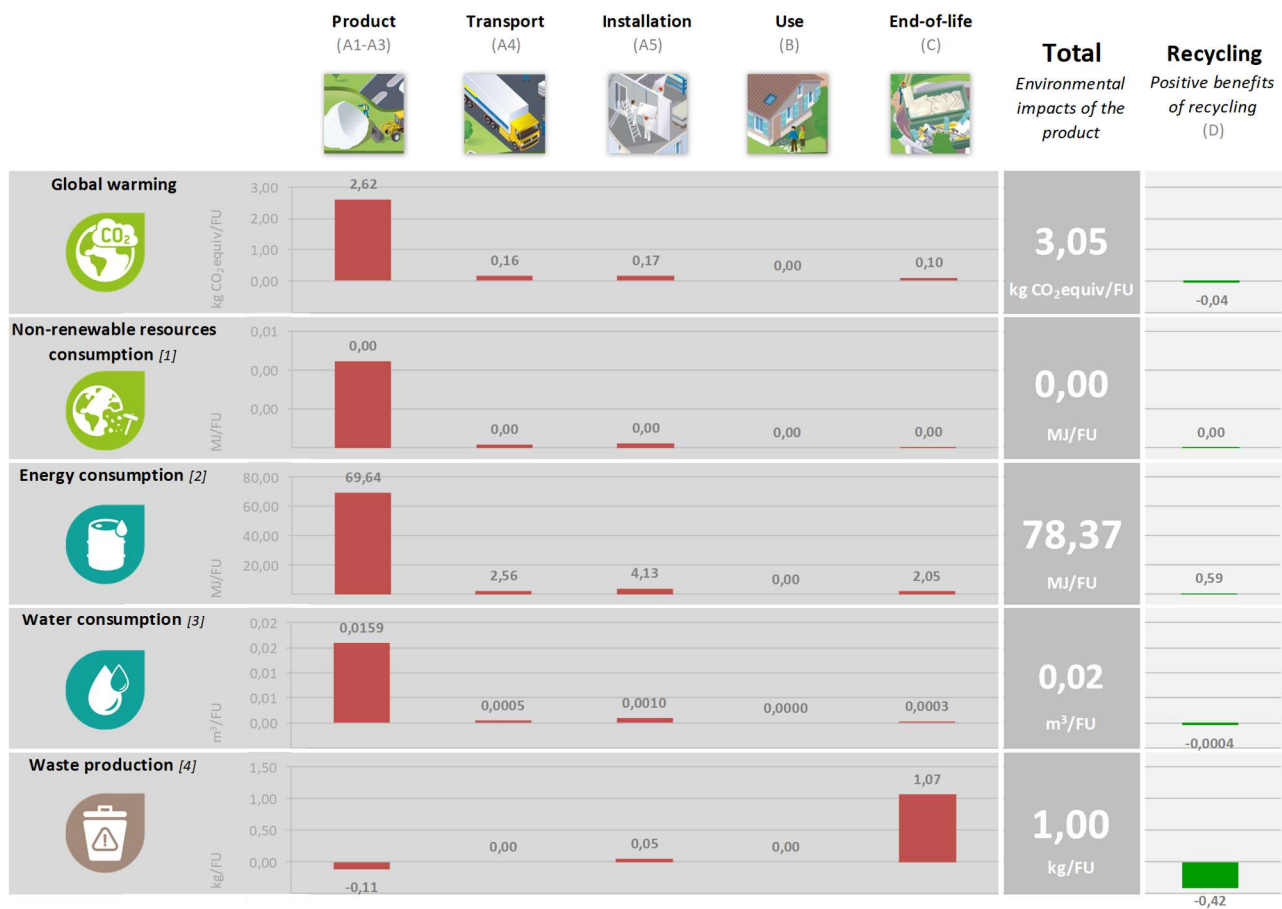 Product
(A1-A3)
Transport
(A4)
Installation
(A5)
Use
(B)
End-of-life
(C)
Total
Environmental
impacts of the
product
Recycling
Positive benefits
of recycling
(D)
Global warming
CO2
kg CO2equiv/FU
3,00
2,00
1,00
0,00
2,62
0,16
0,17
0,00
0,10
3,05
kg CO2equiv/FU
-0,04
Non-renewable resources
consumption [1]
MJ/FU
0,01
0,00
0,00
0,00
0,00
0,00
0,00
0,00
0,00
MJ/FU
0,00
Energy consumption [2]
MJ/FU
80,00
60,00
40,00
20,00
69,64
2,56
4,13
0,00
2,05
78,37
MJ/FU
0,59
Water consumption [3]
m³/FU
0,02
0,02
0,01
0,01
0,00
0,0159
0,0005
0,0010
0,0000
0,0003
0,02
m³/FU
-0,0004
Waste production [4]
kg/FU
1,50
1,00
0,50
0,00
-0,11
0,00
0,05
0,00
1,07
1,00
kg/FU
-0,42